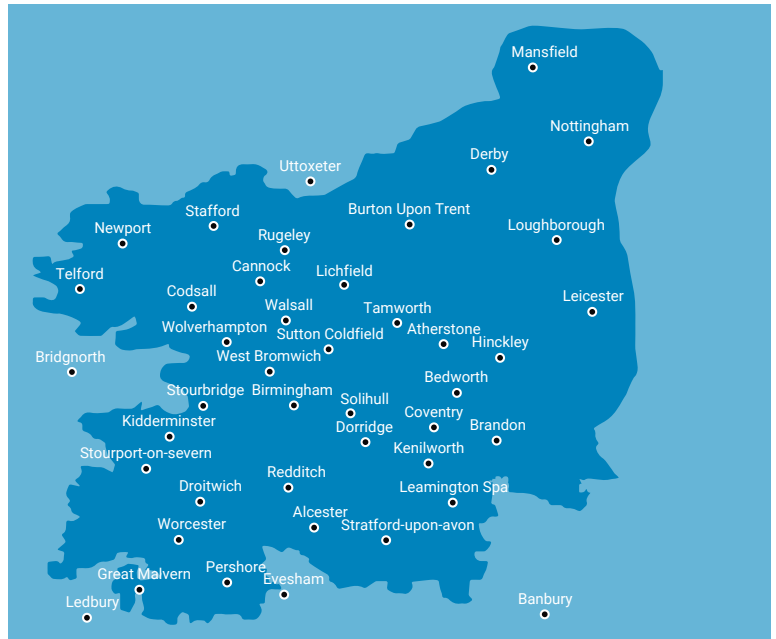 Mansfield
Nottingham
Derby
Uttoxeter
Burton Upon Trent
Stafford
Loughborough
Newport
Rugeley
Cannock
Lichfield
Telford
Codsall
Leicester
Walsall
Tamworth
Wolverhampton
Sutton Coldfield
Atherstone
Hinckley
Bridgnorth
West Bromwich
Bedworth
Stourbridge
Birmingham
Solihull
Coventry
Kidderminster
Dorridge
Brandon
Stourport-on-severn
Kenilworth
Redditch
Droitwich
Leamington Spa
Alcester
Worcester
Stratford-upon-avon
Great Malvern
Pershore
Evesham
Ledbury
Banbury